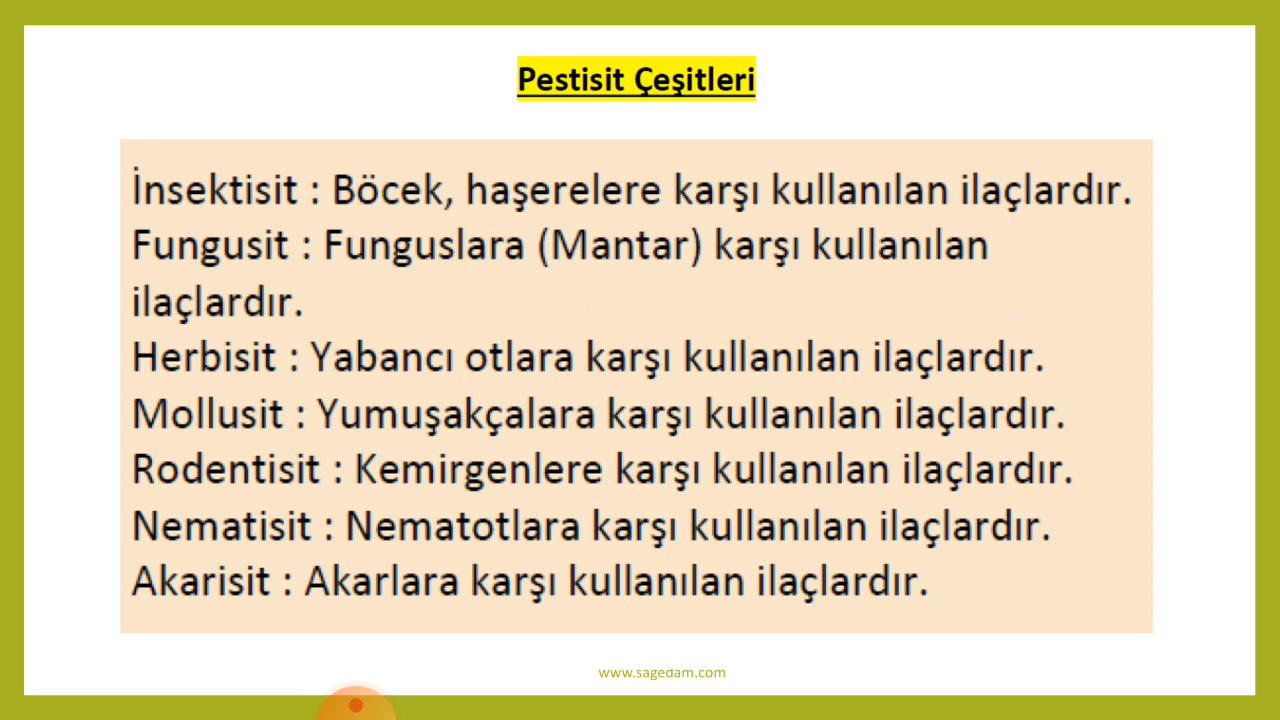 Pestisit Çeşitleri
İnsektisit : Böcek, haşerelere karşı kullanılan ilaçlardır.
Fungusit : Funguslara (Mantar) karşı kullanılan
ilaçlardır.
Herbisit : Yabancı otlara karşı kullanılan ilaçlardır.
Mollusit : Yumuşakçalara karşı kullanılan ilaçlardır.
Rodentisit : Kemirgenlere karşı kullanılan ilaçlardır.
Nematisit : Nematotlara karşı kullanılan ilaçlardır.
Akarisit : Akarlara karşı kullanılan ilaçlardır.
www.sagedam.com